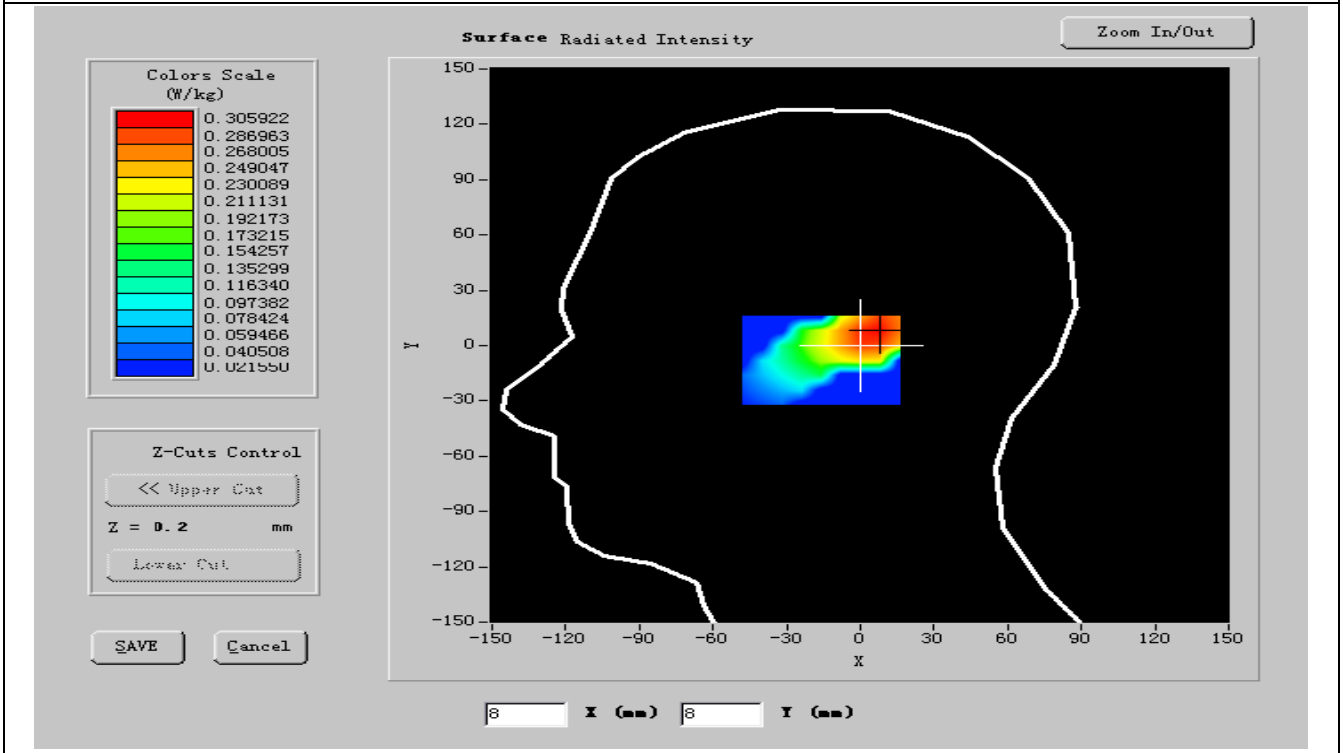 Surface Radiated Intensity
Zoom In/Out
Colors Scale
(W/kg)
0.305922
0.286963
0.268005
0.249047
0.230089
0.211131
0.192173
0.173215
0.154257
0.135299
0.116340
0.097382
0.078424
0.059466
0.040508
0.021550
Z-Cuts Control
<< Upper Cut
Z = 0.2 mm
Lower Cut
SAVE
Cancel
150
120
90
60
30
0
-30
-60
-90
-120
-150
Y
-150 -120 -90 -60 -30 0 30 60 90 120 150
X
8 X (mm) 8 Y (mm)